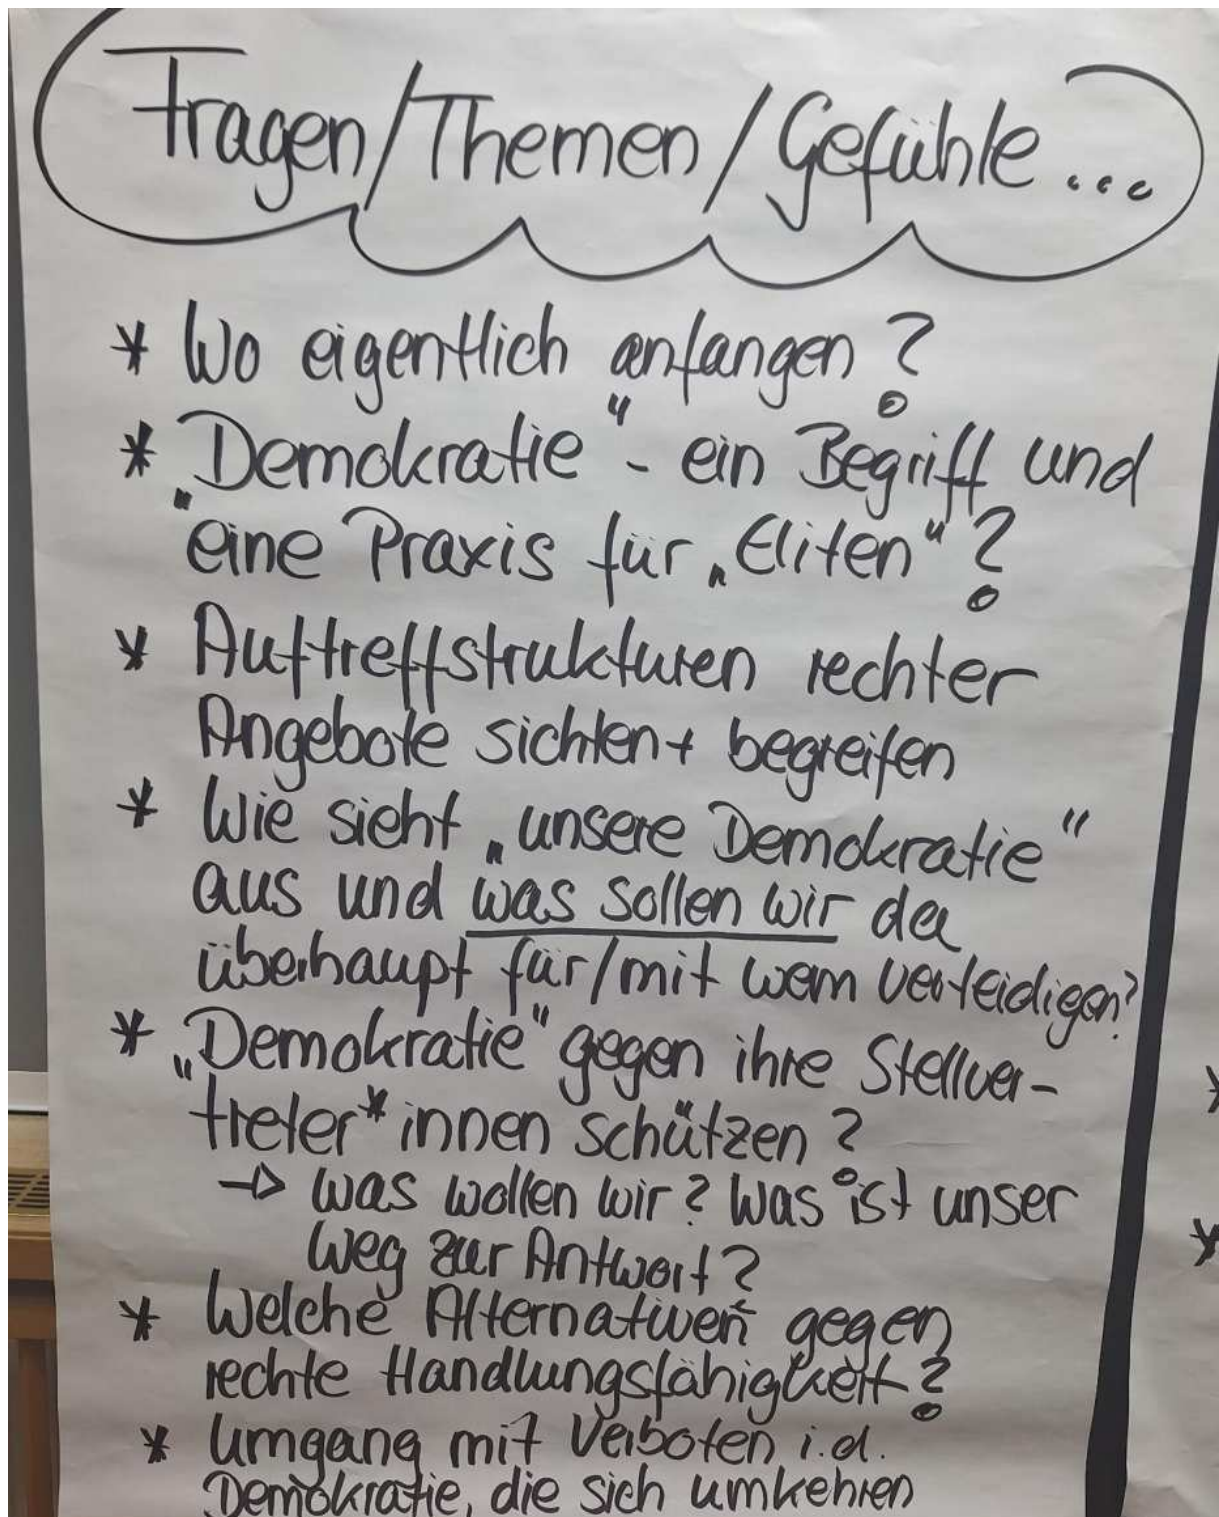 Fragen/Themen/Gefühle...
* Wo eigentlich anfangen?
* „Demokratie" - ein Begriff und
eine Praxis für „Eliten"?
* Auftreffstrukturen rechter
Angebote sichten + begreifen
* Wie sieht „unsere Demokratie"
aus und was sollen wir da
überhaupt für/mit wem verteidigen?
* „Demokratie" gegen ihre Stellver-
treter*innen schützen?
→ was wollen wir? Was ist unser
Weg zur Antwort?
* Welche Alternativen gegen
rechte Handlungsfähigkeit?
* Umgang mit Verboten i.d.
Demokratie, die sich umkehren